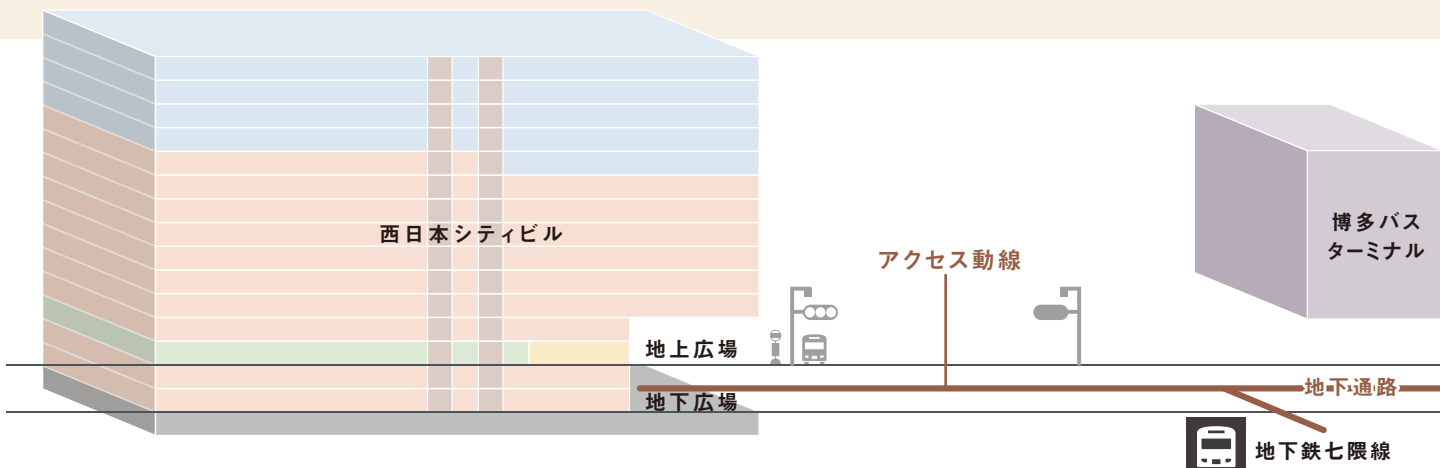 西日本シティビル
アクセス動線
博多バス
ターミナル
地上広場
地下広場
地下通路
地下鉄七隈線